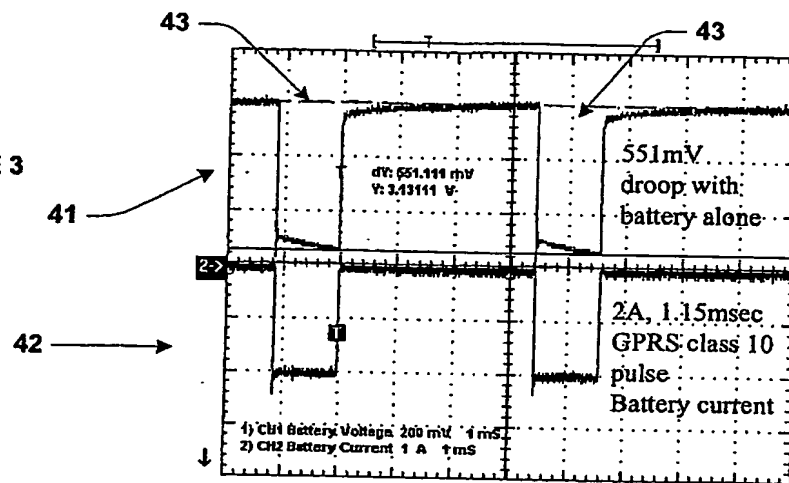 43
43
E 3
41
dY: 551.111 mV
Y: 3.13111 V
551mV
droop with
battery alone
2->
T
42
2A, 1.15msec
GPRS class 10
pulse
Battery current
1) CH1 Battery Voltage 200 mV 1 mS
2) CH2 Battery Current 1 A 1 mS